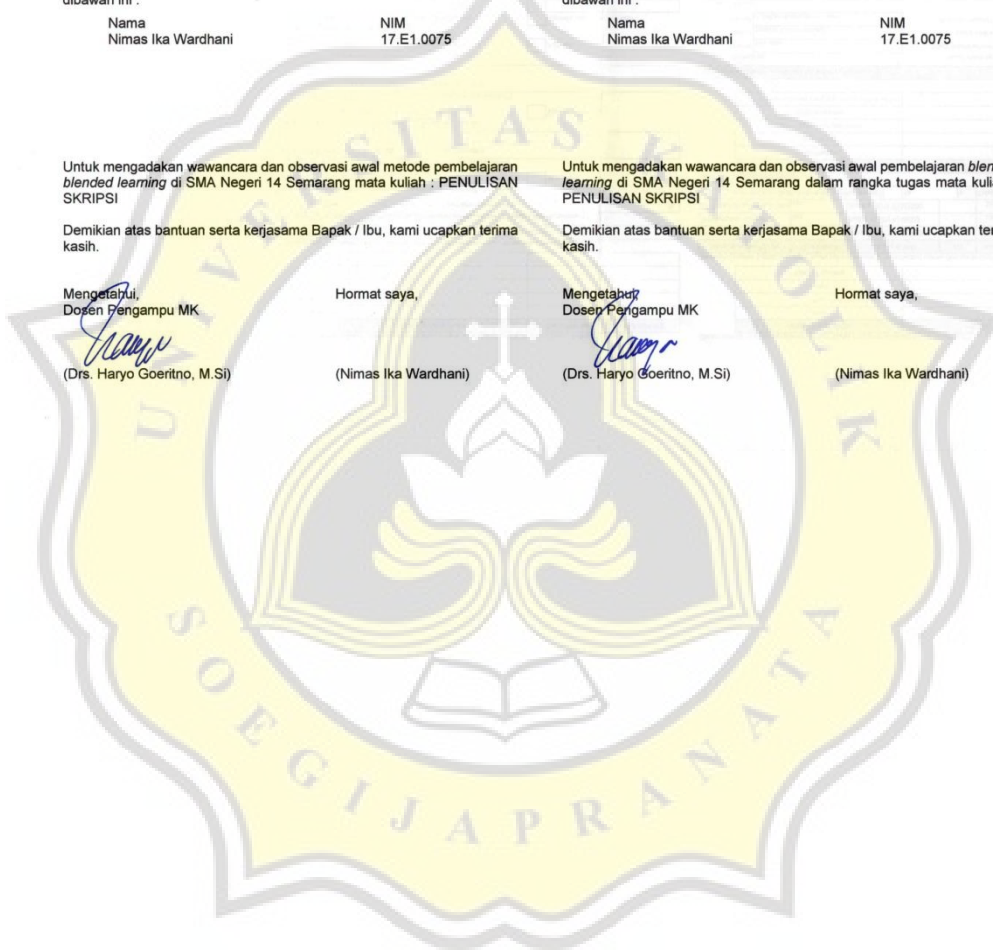 dibawah ini :
Nama NIM
Nimas Ika Wardhani 17.E1.0075
Untuk mengadakan wawancara dan observasi awal metode pembelajaran
blended learning di SMA Negeri 14 Semarang mata kuliah : PENULISAN
SKRIPSI
Demikian atas bantuan serta kerjasama Bapak / Ibu, kami ucapkan terima
kasih.
Mengetahui, Hormat saya,
Dosen Pengampu MK
(Drs. Haryo Goeritno, M.Si) (Nimas Ika Wardhani)
dibawah ini :
Nama NIM
Nimas Ika Wardhani 17.E1.0075
Untuk mengadakan wawancara dan observasi awal pembelajaran blen
learning di SMA Negeri 14 Semarang dalam rangka tugas mata kuli
PENULISAN SKRIPSI
Demikian atas bantuan serta kerjasama Bapak / Ibu, kami ucapkan ter
kasih.
Mengetahui, Hormat saya,
Dosen Pengampu MK
(Drs. Haryo Goeritno, M.Si) (Nimas Ika Wardhani)
UNIVERSITAS KATOLIK
SOEGIJAPRANATA